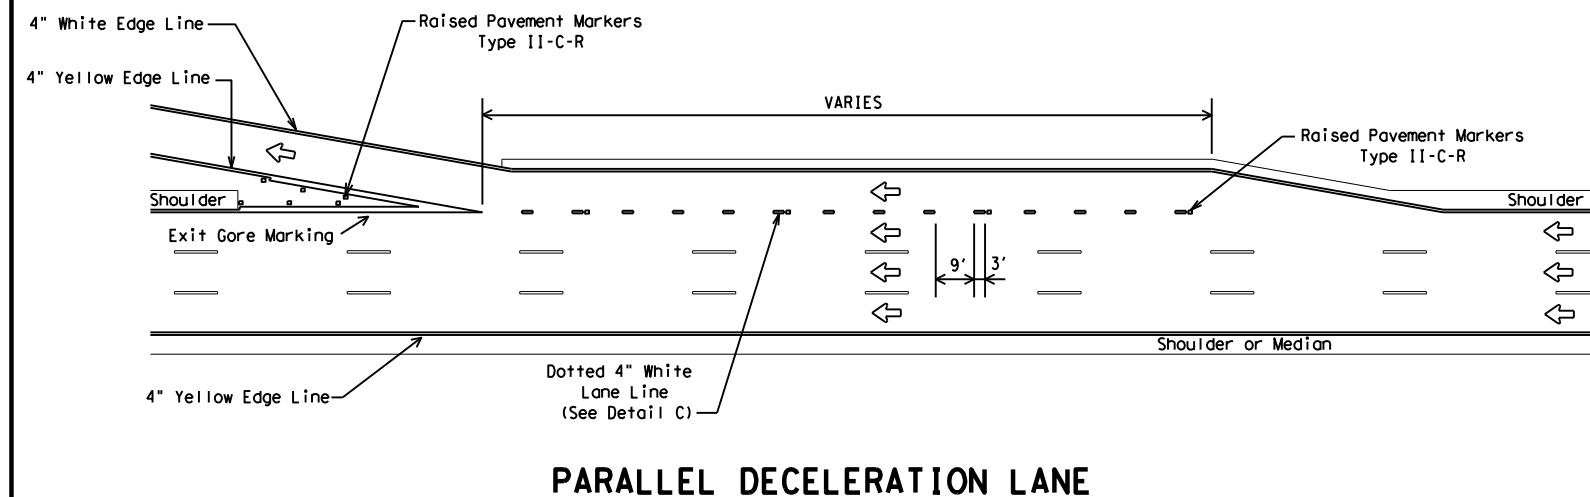 4" White Edge Line
Raised Pavement Markers
Type II-C-R
4" Yellow Edge Line
VARIES
Raised Pavement Markers
Type II-C-R
Shoulder
Shoulder
Exit Gore Marking
9'
3'
Shoulder or Median
Dotted 4" White
Lane Line
(See Detail C)
4" Yellow Edge Line
PARALLEL DECELERATION LANE